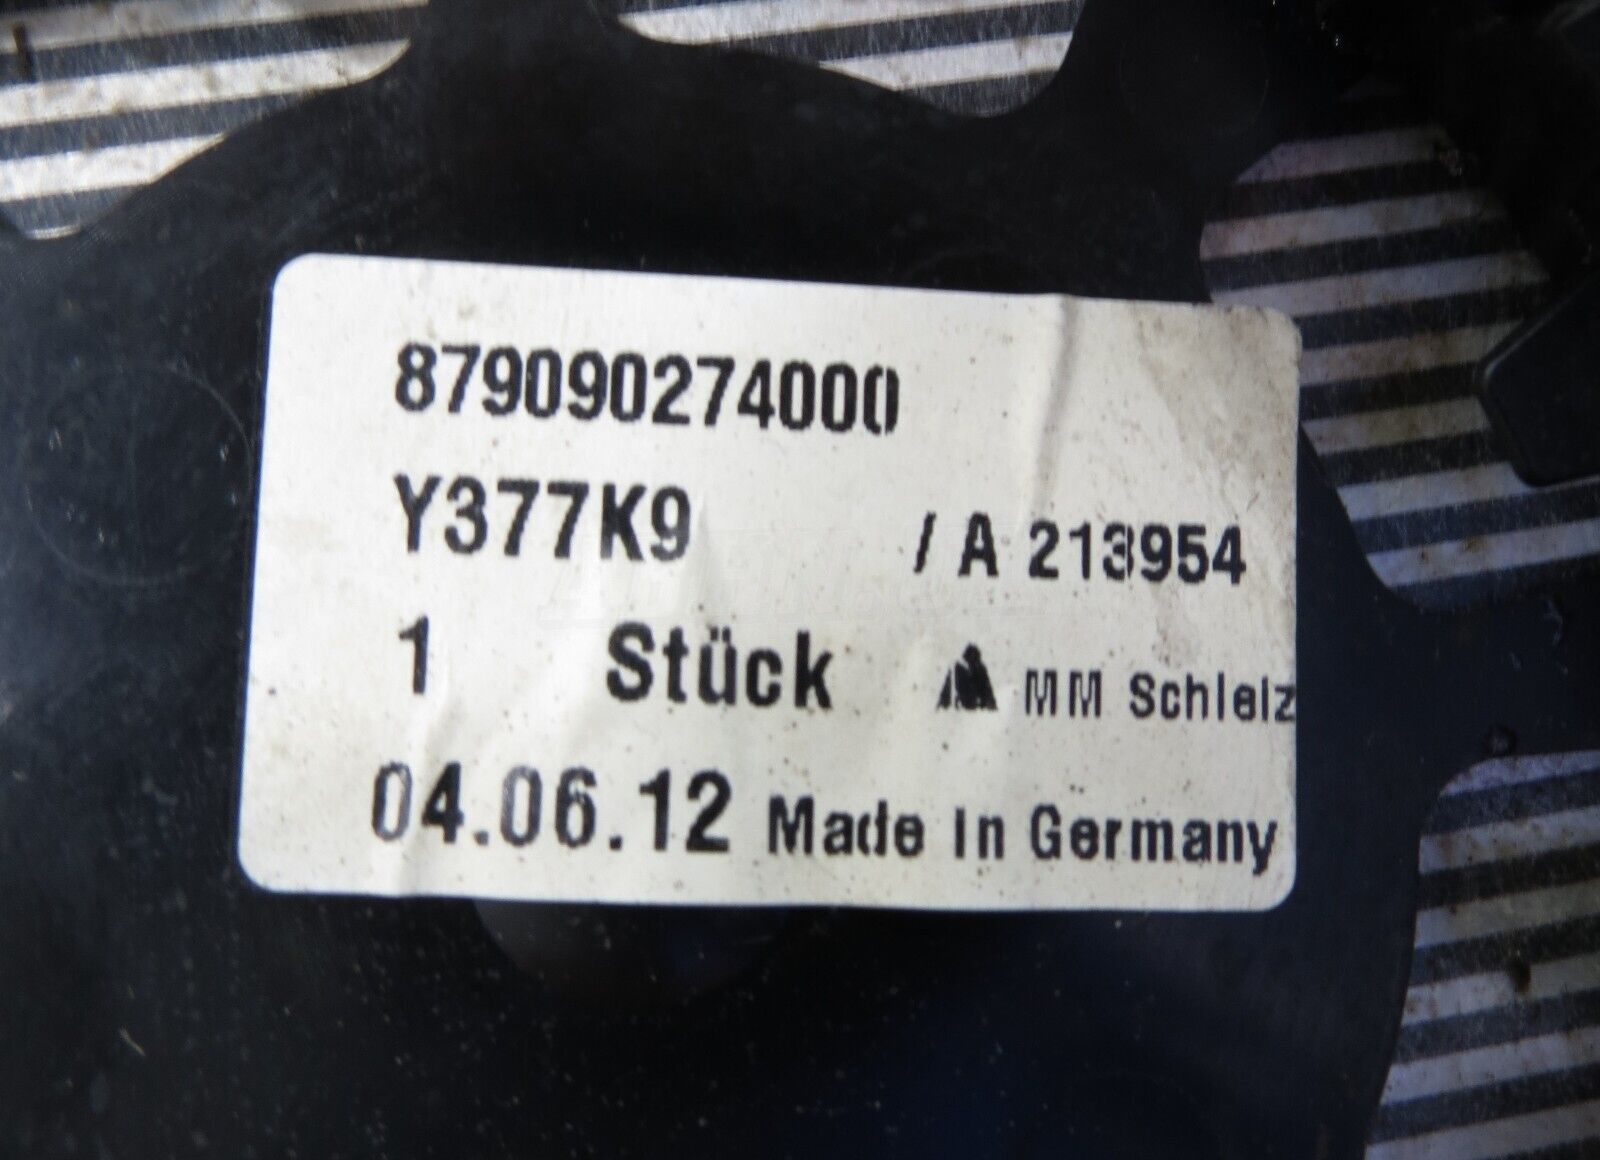 879090274000
Y377K9 / A 213954
1 Stück MM Schleiz
04.06.12 Made in Germany